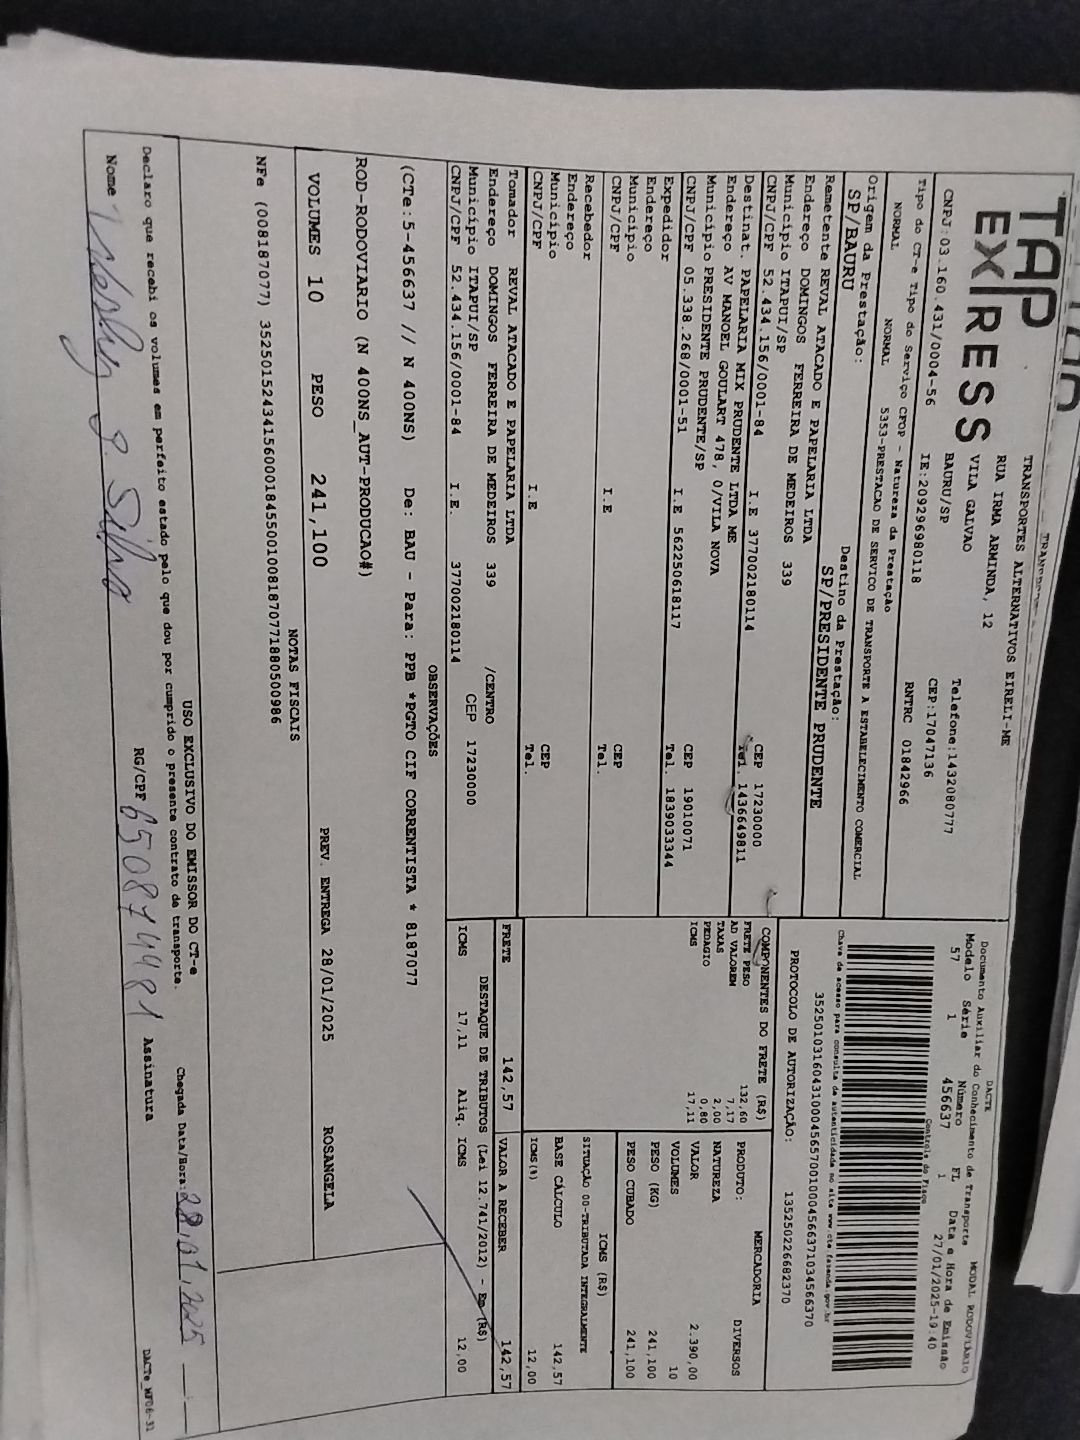 TAP
EXPRESS
TRANSPORTES ALTERNATIVOS EIRELI-ME
RUA IRMA ARMINDA, 12
VILA GALVAO
BAURU/SP
Telefone:1432080777
CEP:17047136
CNPJ:03.160.431/0004-56 IE:209296980118 RNTRC 01842966
Tipo do CT-e Tipo do Serviço CFOP - Natureza da Prestação
NORMAL NORMAL 5353-PRESTACAO DE SERVICO DE TRANSPORTE A ESTABELECIMENTO COMERCIAL
Origem da Prestação: Destino da Prestação:
SP/BAURU SP/PRESIDENTE PRUDENTE
Remetente REVAL ATACADO E PAPELARIA LTDA
Endereço DOMINGOS FERREIRA DE MEDEIROS 339
Município ITAPUI/SP CEP 17230000
CNPJ/CPF 52.434.156/0001-84 I.E 377002180114 Tel. 1436649811
Destinat. PAPELARIA MIX PRUDENTE LTDA ME
Endereço AV MANOEL GOULART 478, 0/VILA NOVA
Município PRESIDENTE PRUDENTE/SP CEP 19010071
CNPJ/CPF 05.338.268/0001-51 I.E 562250618117 Tel. 1839033344
Expedidor
Endereço
Município CEP
CNPJ/CPF I.E Tel.
Recebedor
Endereço
Município CEP
CNPJ/CPF I.E Tel.
Tomador REVAL ATACADO E PAPELARIA LTDA
Endereço DOMINGOS FERREIRA DE MEDEIROS 339 /CENTRO
Município ITAPUI/SP CEP 17230000
CNPJ/CPF 52.434.156/0001-84 I.E. 377002180114
DACTE
Documento Auxiliar do Conhecimento de Transporte MODAL RODOVIÁRIO
Modelo Série Número FL Data e Hora de Emissão
57 1 456637 1 27/01/2025-19:40
Controle do Fisco
Chave de acesso para consulta de autenticidade no site www.cte.fazenda.gov.br
35250103160431000456570010004566371034566370
PROTOCOLO DE AUTORIZAÇÃO: 135250226682370
COMPONENTES DO FRETE (R$)
FRETE PESO 132,60
AD VALOREM 7,17
TAXAS 2,00
PEDAGIO 0,80
ICMS 17,11
MERCADORIA
PRODUTO: DIVERSOS
NATUREZA
VALOR 2.390,00
VOLUMES 10
PESO (KG) 241,100
PESO CUBADO 241,100
ICMS (R$)
SITUAÇÃO 00-TRIBUTADA INTEGRALMENTE
BASE CÁLCULO 142,57
ICMS(%) 12,00
FRETE 142,57 VALOR A RECEBER 142,57
DESTAQUE DE TRIBUTOS (Lei 12.741/2012) - Em (R$)
ICMS 17,11 Aliq. ICMS 12,00
OBSERVAÇÕES
(CTe:5-456637 // N 400NS) De: BAU - Para: PPB *PGTO CIF CORRENTISTA * 8187077
ROD-RODOVIARIO (N 400NS_AUT-PRODUCAO#)
VOLUMES 10 PESO 241,100 PREV. ENTREGA 28/01/2025 ROSANGELA
NOTAS FISCAIS
NFe (008187077) 35250152434156000184550010081870771880500986
USO EXCLUSIVO DO EMISSOR DO CT-e
Declaro que recebi os volumes em perfeito estado pelo que dou por cumprido o presente contrato de transporte. Chegada Data/Hora: 28.01.2025
Nome Silva RG/CPF 650874481 Assinatura
DACTe_WF06-31